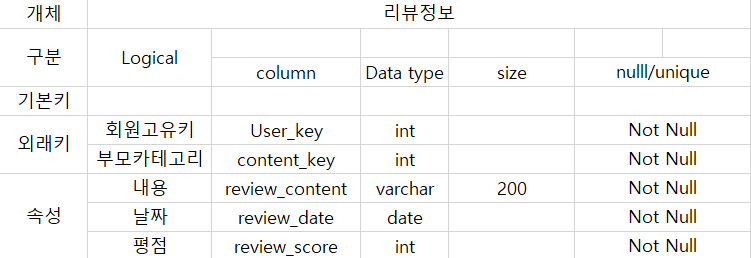 개체 리뷰정보
구분 Logical
column Data type size nulll/unique
기본키
외래키 회원고유키 User_key int Not Null
부모카테고리 content_key int Not Null
속성 내용 review_content varchar 200 Not Null
날짜 review_date date Not Null
평점 review_score int Not Null